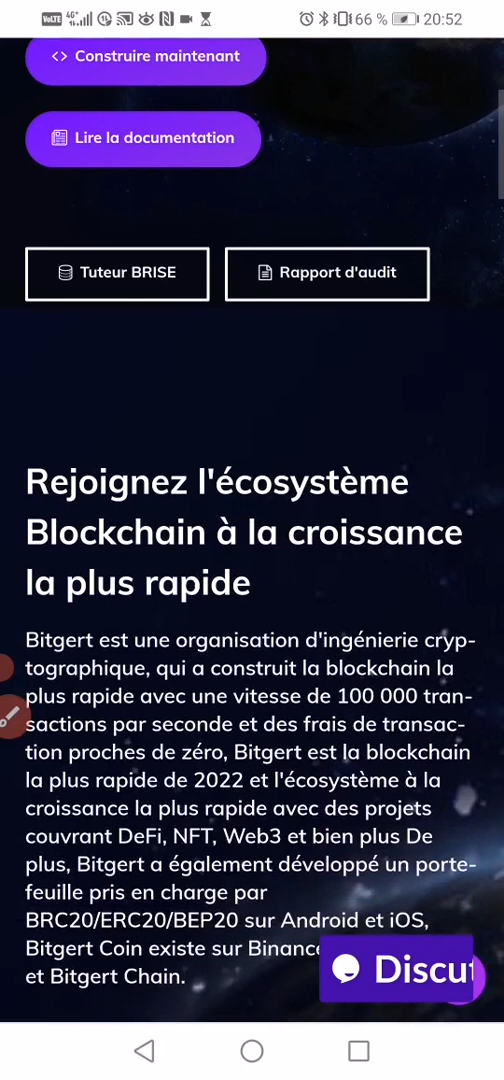 VoLTE 4G+ 66 % 20:52
Construire maintenant
Lire la documentation
Tuteur BRISE Rapport d'audit
Rejoignez l'écosystème
Blockchain à la croissance
la plus rapide
Bitgert est une organisation d'ingénierie cryp-
tographique, qui a construit la blockchain la
plus rapide avec une vitesse de 100 000 tran-
sactions par seconde et des frais de transac-
tion proches de zéro, Bitgert est la blockchain
la plus rapide de 2022 et l'écosystème à la
croissance la plus rapide avec des projets
couvrant DeFi, NFT, Web3 et bien plus De
plus, Bitgert a également développé un porte-
feuille pris en charge par
BRC20/ERC20/BEP20 sur Android et iOS,
Bitgert Coin existe sur Binance
et Bitgert Chain.
Discut